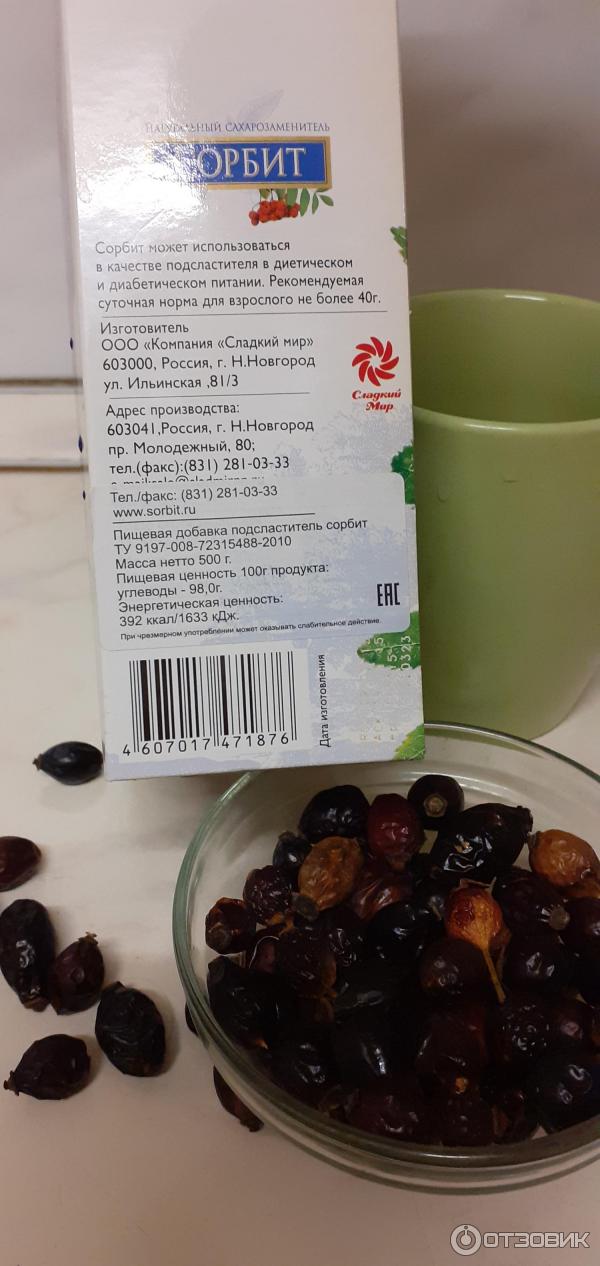 НАТУРАЛЬНЫЙ САХАРОЗАМЕНИТЕЛЬ
СОРБИТ
Сорбит может использоваться
в качестве подсластителя в диетическом
и диабетическом питании. Рекомендуемая
суточная норма для взрослого не более 40г.
Изготовитель
ООО «Компания «Сладкий мир»
603000, Россия, г. Н.Новгород
ул. Ильинская ,81/3
Сладкий
Мир
Адрес производства:
603041,Россия, г. Н.Новгород
пр. Молодежный, 80;
тел.(факс):(831) 281-03-33
Тел./факс: (831) 281-03-33
www.sorbit.ru
Пищевая добавка подсластитель сорбит
ТУ 9197-008-72315488-2010
Масса нетто 500 г.
Пищевая ценность 100г продукта:
углеводы - 98,0г.
Энергетическая ценность:
392 ккал/1633 кДж.
EAC
При чрезмерном употреблении может оказывать слабительное действие.
4 607017 471876
Дата изготовления
0323
ОТЗОВИК